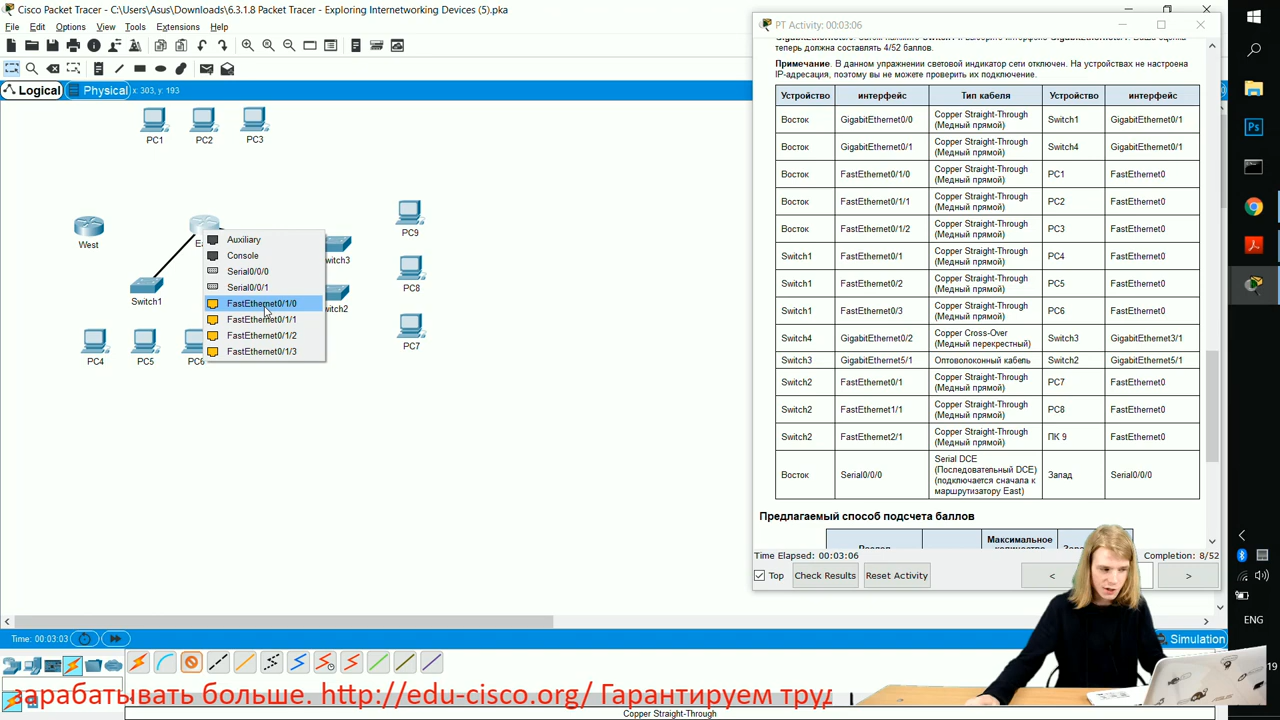 Cisco Packet Tracer - C:\Users\Asus\Downloads\6.3.1.8 Packet Tracer - Exploring Internetworking Devices (5).pka
File Edit Options View Tools Extensions Help
Logical Physical x: 303, y: 193
PC1 PC2 PC3
West
Switch1
PC4 PC5
PC9
PC8
PC7
Auxiliary
Console
Serial0/0/0
Serial0/0/1
FastEthernet0/1/0
FastEthernet0/1/1
FastEthernet0/1/2
FastEthernet0/1/3
PT Activity: 00:03:06
теперь должна составлять 4/52 баллов.
Примечание. В данном упражнении световой индикатор сети отключен. На устройствах не настроена
IP-адресация, поэтому вы не можете проверить их подключение.
Устройство интерфейс Тип кабеля Устройство интерфейс
Восток GigabitEthernet0/0 Copper Straight-Through (Медный прямой) Switch1 GigabitEthernet0/1
Восток GigabitEthernet0/1 Copper Straight-Through (Медный прямой) Switch4 GigabitEthernet0/1
Восток FastEthernet0/1/0 Copper Straight-Through (Медный прямой) PC1 FastEthernet0
Восток FastEthernet0/1/1 Copper Straight-Through (Медный прямой) PC2 FastEthernet0
Восток FastEthernet0/1/2 Copper Straight-Through (Медный прямой) PC3 FastEthernet0
Switch1 FastEthernet0/1 Copper Straight-Through (Медный прямой) PC4 FastEthernet0
Switch1 FastEthernet0/2 Copper Straight-Through (Медный прямой) PC5 FastEthernet0
Switch1 FastEthernet0/3 Copper Straight-Through (Медный прямой) PC6 FastEthernet0
Switch4 GigabitEthernet0/2 Copper Cross-Over (Медный перекрестный) Switch3 GigabitEthernet3/1
Switch3 GigabitEthernet5/1 Оптоволоконный кабель Switch2 GigabitEthernet5/1
Switch2 FastEthernet0/1 Copper Straight-Through (Медный прямой) PC7 FastEthernet0
Switch2 FastEthernet1/1 Copper Straight-Through (Медный прямой) PC8 FastEthernet0
Switch2 FastEthernet2/1 Copper Straight-Through (Медный прямой) ПК 9 FastEthernet0
Восток Serial0/0/0 Serial DCE (Последовательный DCE) (подключается сначала к маршрутизатору East) Запад Serial0/0/0
Предлагаемый способ подсчета баллов
Максимальное
Time Elapsed: 00:03:06 Completion: 8/52
Top Check Results Reset Activity < >
Time: 00:03:03 Simulation
зарабатывать больше. http://edu-cisco.org/ Гарантируем труд
Copper Straight-Through
ENG